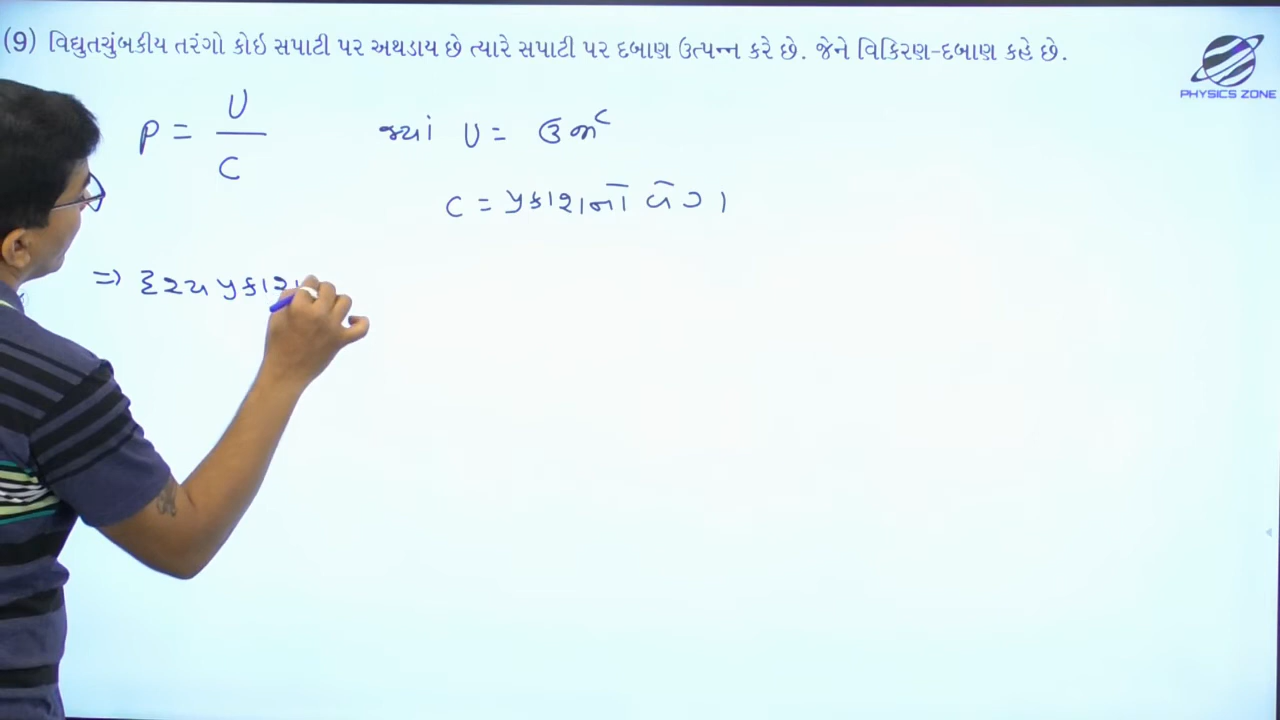 (9) વિદ્યુતચુંબકીય તરંગો કોઇ સપાટી પર અથડાય છે ત્યારે સપાટી પર દબાણ ઉત્પન્ન કરે છે. જેને વિકિરણ-દબાણ કહે છે.
PHYSICS ZONE
P = U / C જ્યાં U = ઉર્જા
C = પ્રકાશનો વેગ ।
⇒ દૃશ્ય પ્રકાશ